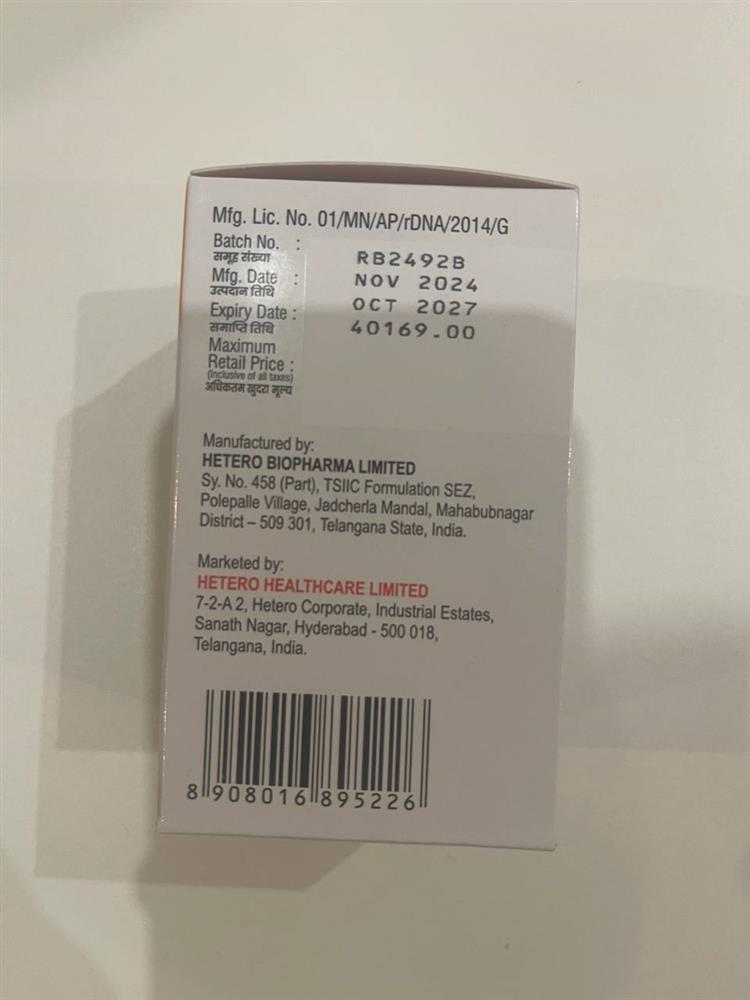 Mfg. Lic. No. 01/MN/AP/rDNA/2014/G
Batch No. : RB2492B
समूह संख्या
Mfg. Date : NOV 2024
उत्पादन तिथि
Expiry Date : OCT 2027
समाप्ति तिथि
Maximum 40169.00
Retail Price :
(Inclusive of all taxes)
अधिकतम खुदरा मूल्य
Manufactured by:
HETERO BIOPHARMA LIMITED
Sy. No. 458 (Part), TSIIC Formulation SEZ,
Polepalle Village, Jadcherla Mandal, Mahabubnagar
District – 509 301, Telangana State, India.
Marketed by:
HETERO HEALTHCARE LIMITED
7-2-A 2, Hetero Corporate, Industrial Estates,
Sanath Nagar, Hyderabad - 500 018,
Telangana, India.
8 908016 895226